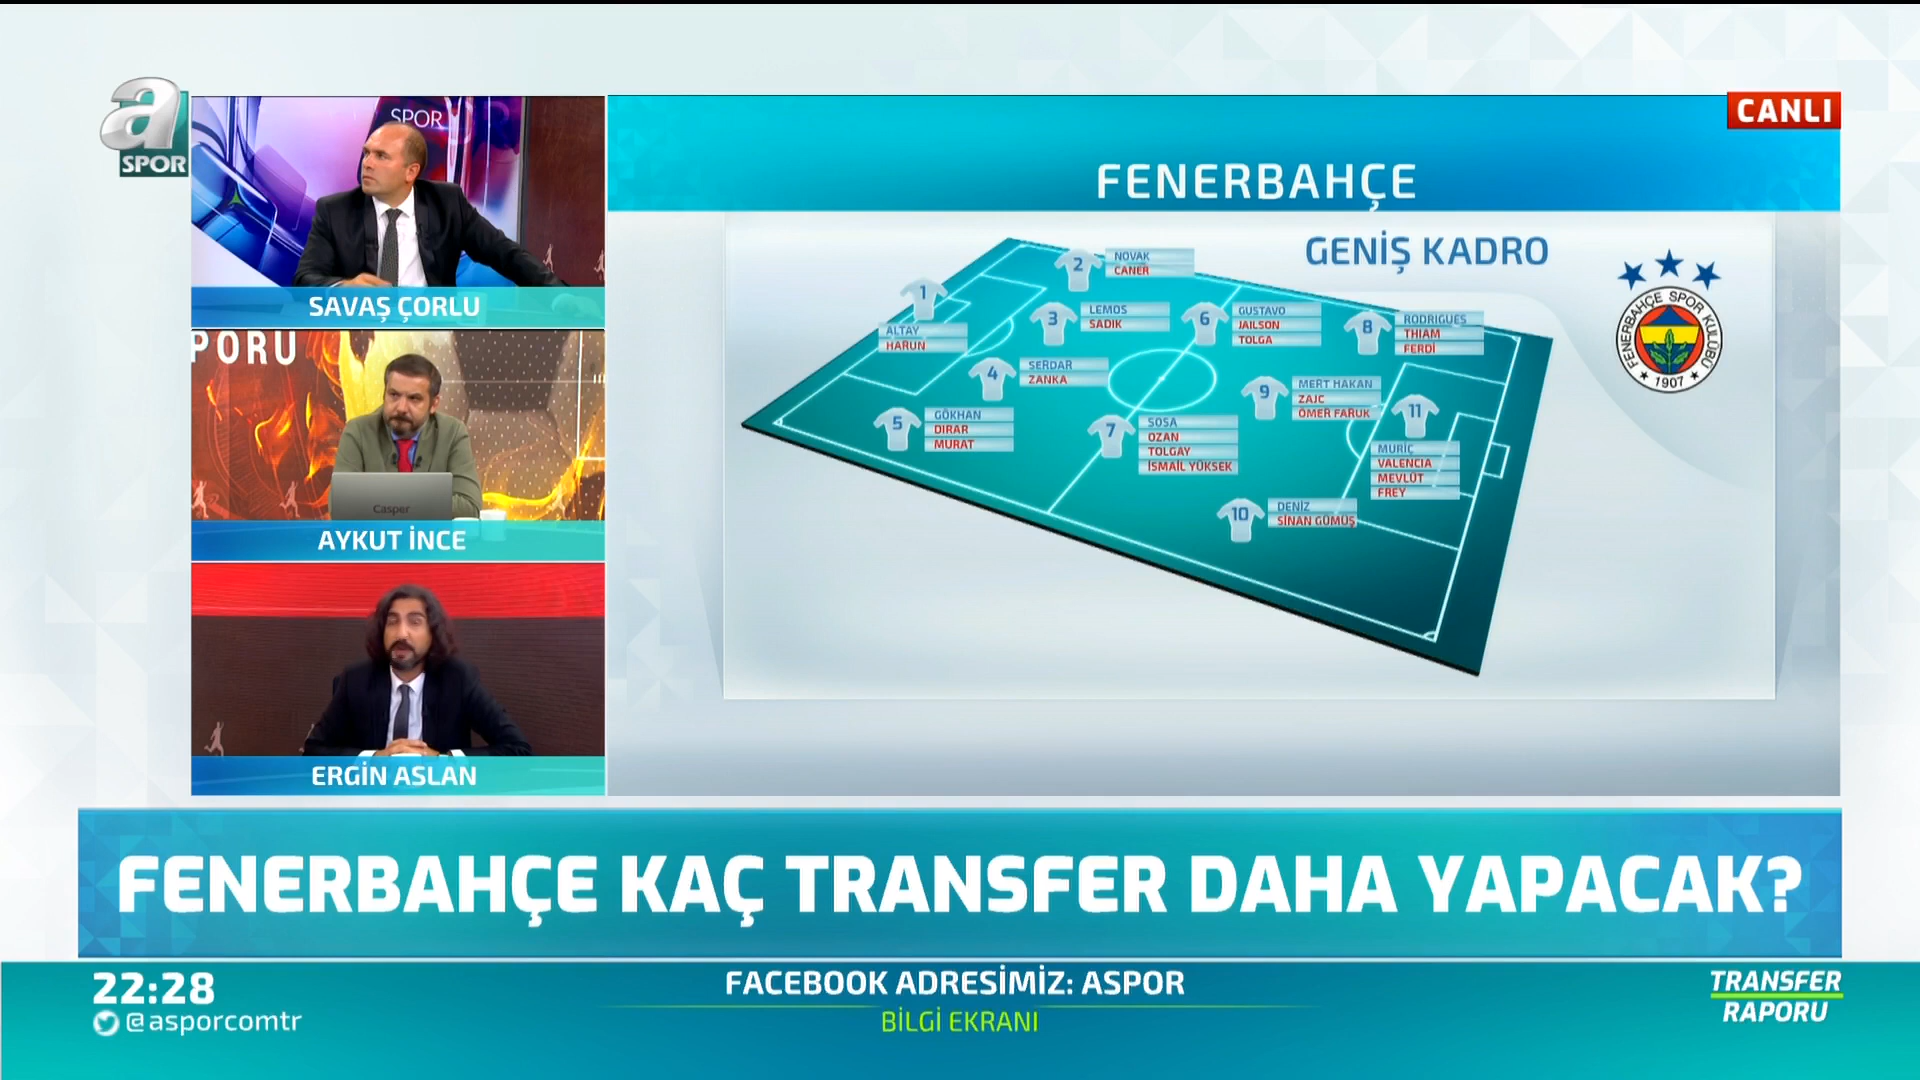 a
SPOR
SPOR
SAVAŞ ÇORLU
PORU
Casper
AYKUT İNCE
ERGİN ASLAN
CANLI
FENERBAHÇE
GENİŞ KADRO
FENERBAHÇE SPOR KULÜBÜ
★ 1907 ★
1
ALTAY
HARUN
2
NOVAK
CANER
3
LEMOS
SADIK
4
SERDAR
ZANKA
5
GÖKHAN
DIRAR
MURAT
6
GUSTAVO
JAILSON
TOLGA
7
SOSA
OZAN
TOLGAY
İSMAİL YÜKSEK
8
RODRIGUES
THIAM
FERDİ
9
MERT HAKAN
ZAJC
ÖMER FARUK
10
DENİZ
SİNAN GÜMÜŞ
11
MURİÇ
VALENCIA
MEVLÜT
FREY
FENERBAHÇE KAÇ TRANSFER DAHA YAPACAK?
22:28
@asporcomtr
FACEBOOK ADRESİMİZ: ASPOR
BİLGİ EKRANI
TRANSFER
RAPORU